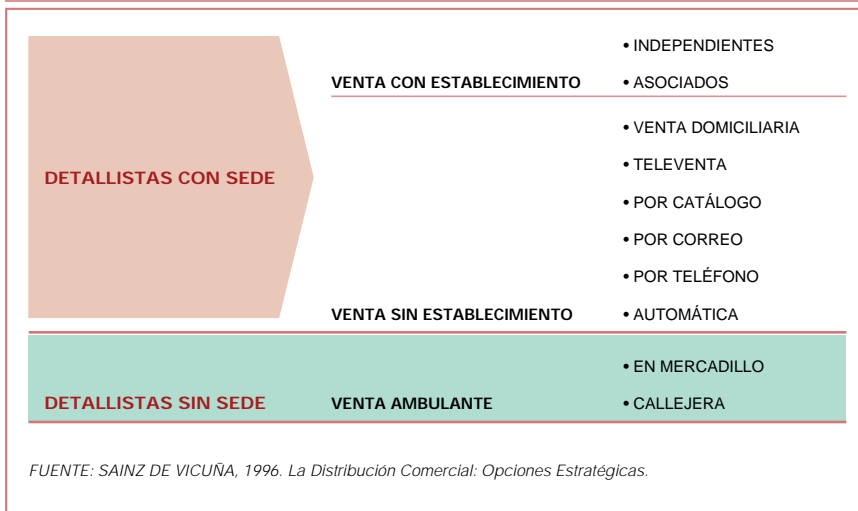 • INDEPENDIENTES
VENTA CON ESTABLECIMIENTO • ASOCIADOS
• VENTA DOMICILIARIA
DETALLISTAS CON SEDE • TELEVENTA
• POR CATÁLOGO
• POR CORREO
• POR TELÉFONO
VENTA SIN ESTABLECIMIENTO • AUTOMÁTICA
• EN MERCADILLO
DETALLISTAS SIN SEDE VENTA AMBULANTE • CALLEJERA
FUENTE: SAINZ DE VICUÑA, 1996. La Distribución Comercial: Opciones Estratégicas.